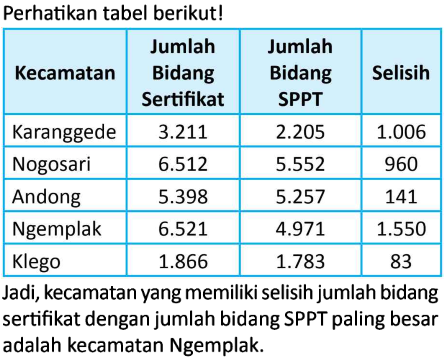 Perhatikan tabel berikut!
Kecamatan Jumlah Bidang Sertifikat Jumlah Bidang SPPT Selisih
Karanggede 3.211 2.205 1.006
Nogosari 6.512 5.552 960
Andong 5.398 5.257 141
Ngemplak 6.521 4.971 1.550
Klego 1.866 1.783 83
Jadi, kecamatan yang memiliki selisih jumlah bidang
sertifikat dengan jumlah bidang SPPT paling besar
adalah kecamatan Ngemplak.